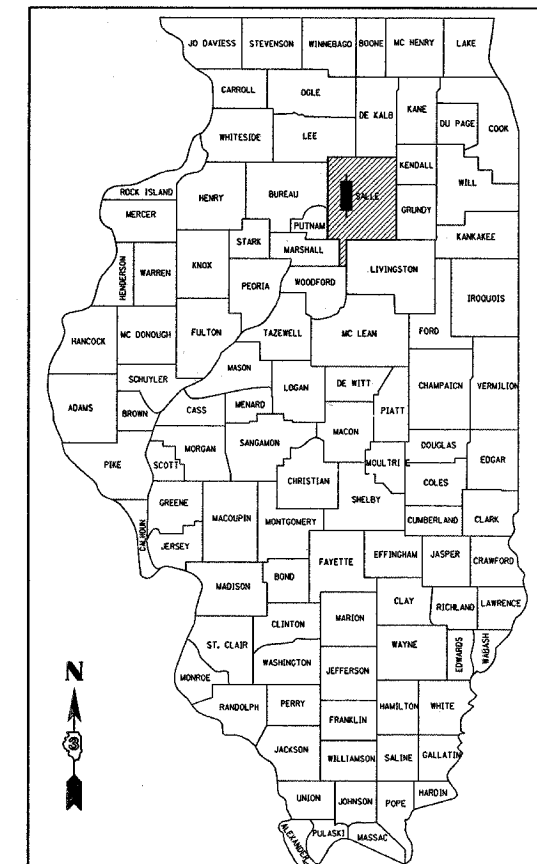 JO DAVIESS STEVENSON WINNEBAGO BOONE MC HENRY LAKE
CARROLL OGLE
DE KALB KANE DU PAGE COOK
WHITESIDE LEE
KENDALL WILL
ROCK ISLAND HENRY BUREAU SALLE
MERCER PUTNAM GRUNDY
STARK MARSHALL KANKAKEE
HENDERSON WARREN KNOX PEORIA WOODFORD LIVINGSTON IROQUOIS
HANCOCK MC DONOUGH FULTON TAZEWELL MC LEAN FORD
MASON
SCHUYLER LOGAN DE WITT CHAMPAICN VERMILION
ADAMS BROWN CASS MENARD PIATT
MACON
PIKE SCOTT MORGAN SANGAMON MOULTRIE DOUGLAS EDGAR
CHRISTIAN COLES
GREENE SHELBY
CALHOUN MACOUPIN MONTGOMERY CUMBERLAND CLARK
JERSEY FAYETTE EFFINGHAM JASPER CRAWFORD
MADISON BOND
CLAY RICHLAND LAWRENCE
CLINTON MARION
ST. CLAIR WAYNE EDWARDS WABASH
WASHINGTON JEFFERSON
N MONROE
RANDOLPH PERRY HAMILTON WHITE
FRANKLIN
JACKSON WILLIAMSON SALINE GALLATIN
UNION JOHNSON POPE HARDIN
ALEXANDER PULASKI MASSAC